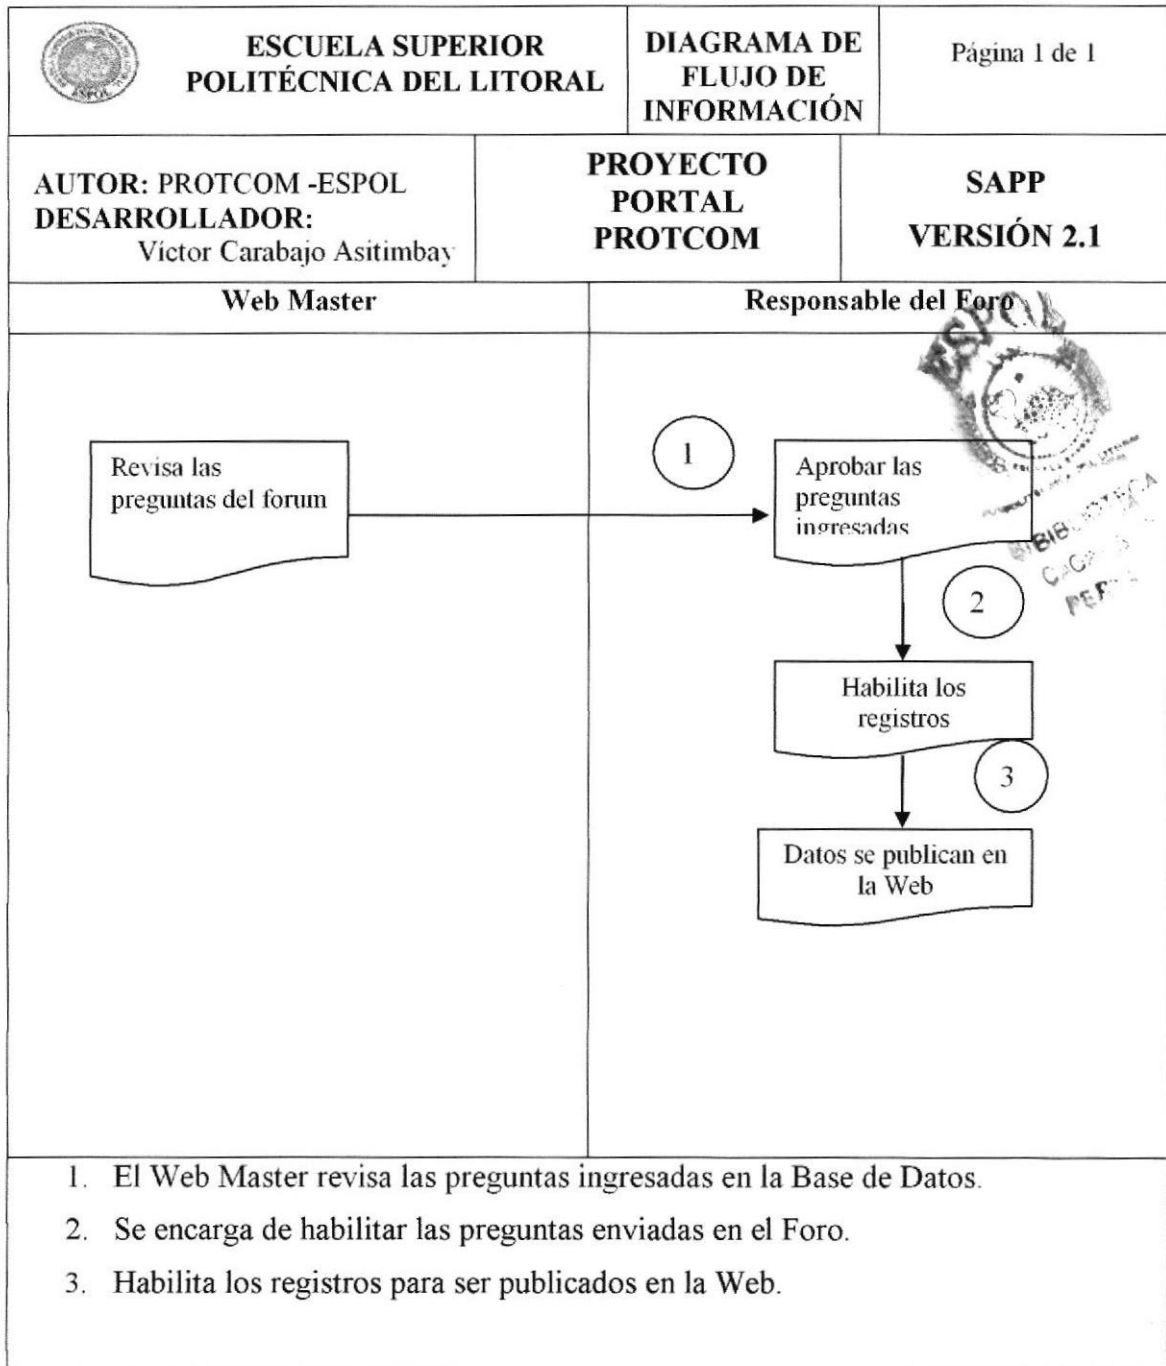 ESPOL
ESCUELA SUPERIOR
POLITÉCNICA DEL LITORAL
DIAGRAMA DE
FLUJO DE
INFORMACIÓN
Página 1 de 1
AUTOR: PROTCOM -ESPOL
DESARROLLADOR:
Víctor Carabajo Asitimbay
PROYECTO
PORTAL
PROTCOM
SAPP
VERSIÓN 2.1
Web Master
Responsable del Foro
ESPOL
Revisa las
preguntas del forum
1
Aprobar las
preguntas
ingresadas
2
Habilita los
registros
3
Datos se publican en
la Web
1. El Web Master revisa las preguntas ingresadas en la Base de Datos.
2. Se encarga de habilitar las preguntas enviadas en el Foro.
3. Habilita los registros para ser publicados en la Web.